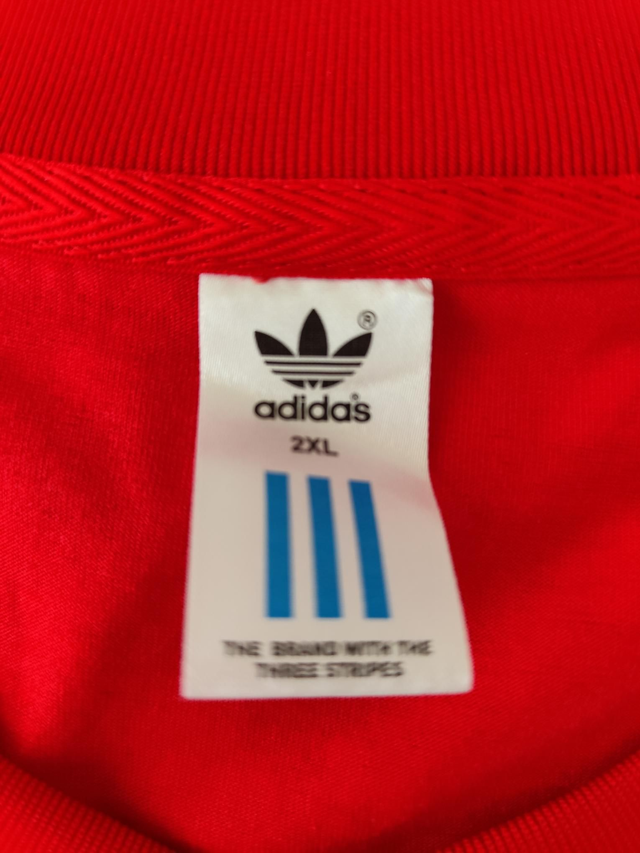 ®
adidas
2XL
THE BRAND WITH THE
THREE STRIPES